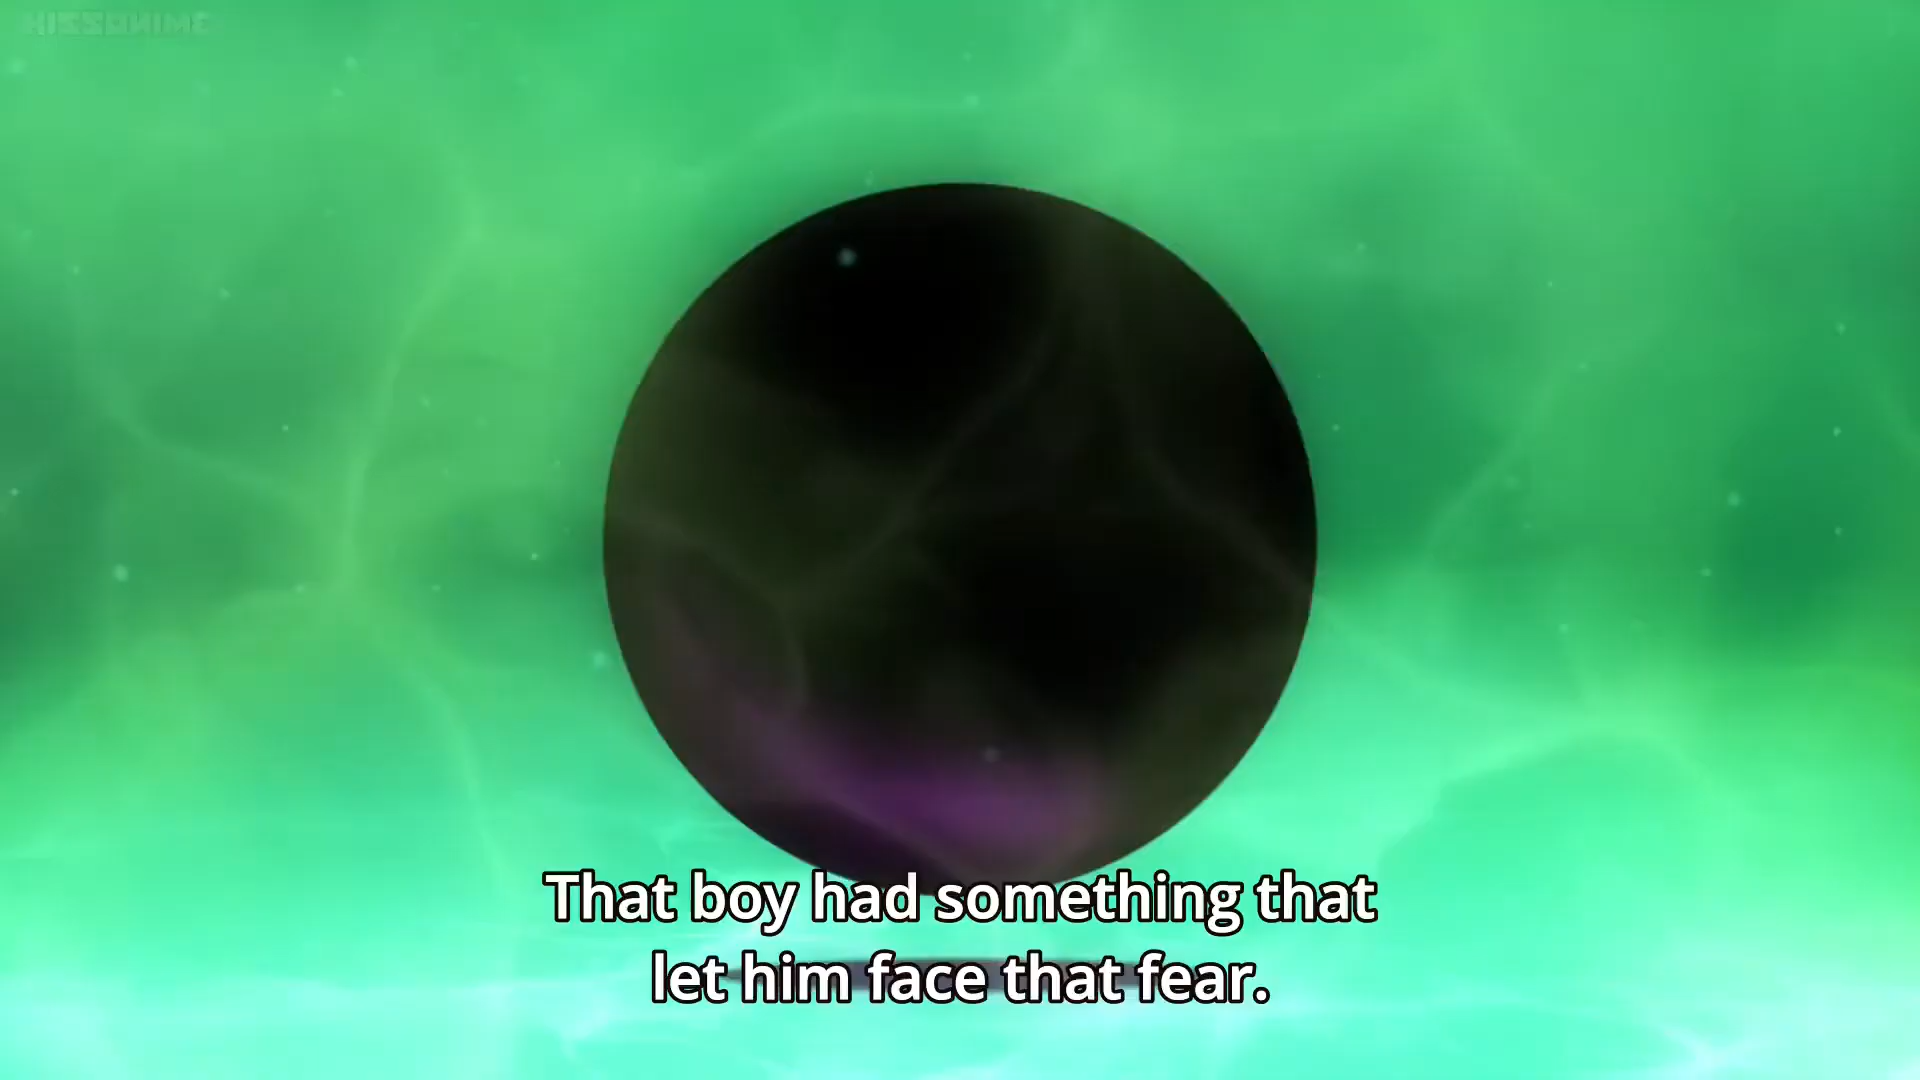 That boy had something that
let him face that fear.